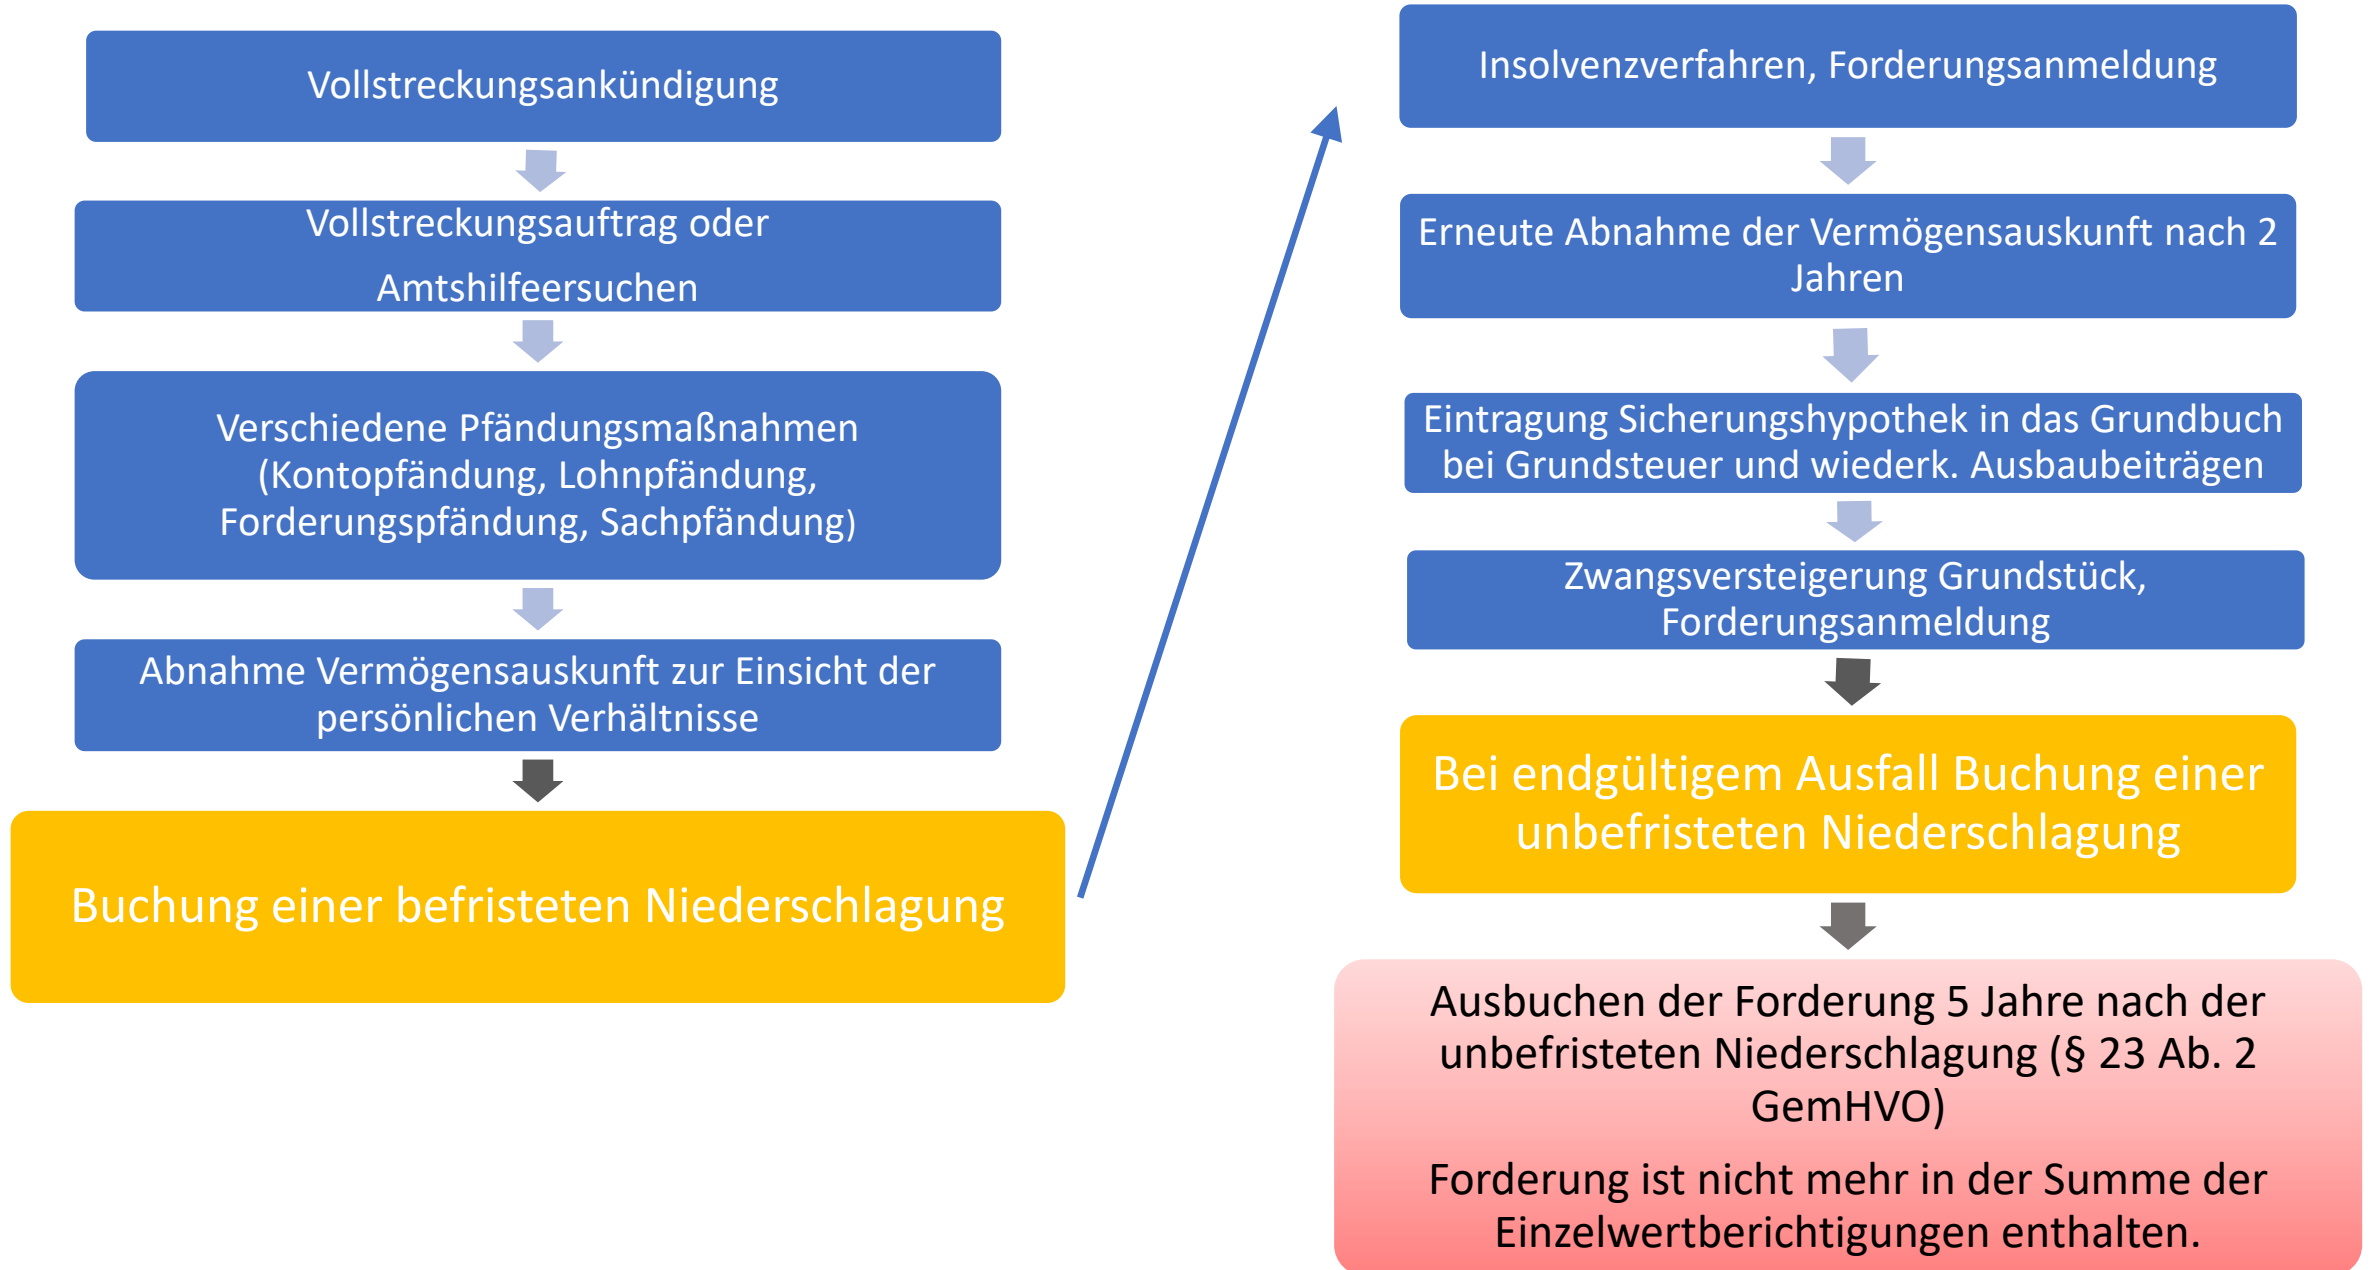 Vollstreckungsankündigung
Vollstreckungsauftrag oder
Amtshilfeersuchen
Verschiedene Pfändungsmaßnahmen
(Kontopfändung, Lohnpfändung,
Forderungspfändung, Sachpfändung)
Abnahme Vermögensauskunft zur Einsicht der
persönlichen Verhältnisse
Buchung einer befristeten Niederschlagung
Insolvenzverfahren, Forderungsanmeldung
Erneute Abnahme der Vermögensauskunft nach 2
Jahren
Eintragung Sicherungshypothek in das Grundbuch
bei Grundsteuer und wiederk. Ausbaubeiträgen
Zwangsversteigerung Grundstück,
Forderungsanmeldung
Bei endgültigem Ausfall Buchung einer
unbefristeten Niederschlagung
Ausbuchen der Forderung 5 Jahre nach der
unbefristeten Niederschlagung (§ 23 Ab. 2
GemHVO)
Forderung ist nicht mehr in der Summe der
Einzelwertberichtigungen enthalten.